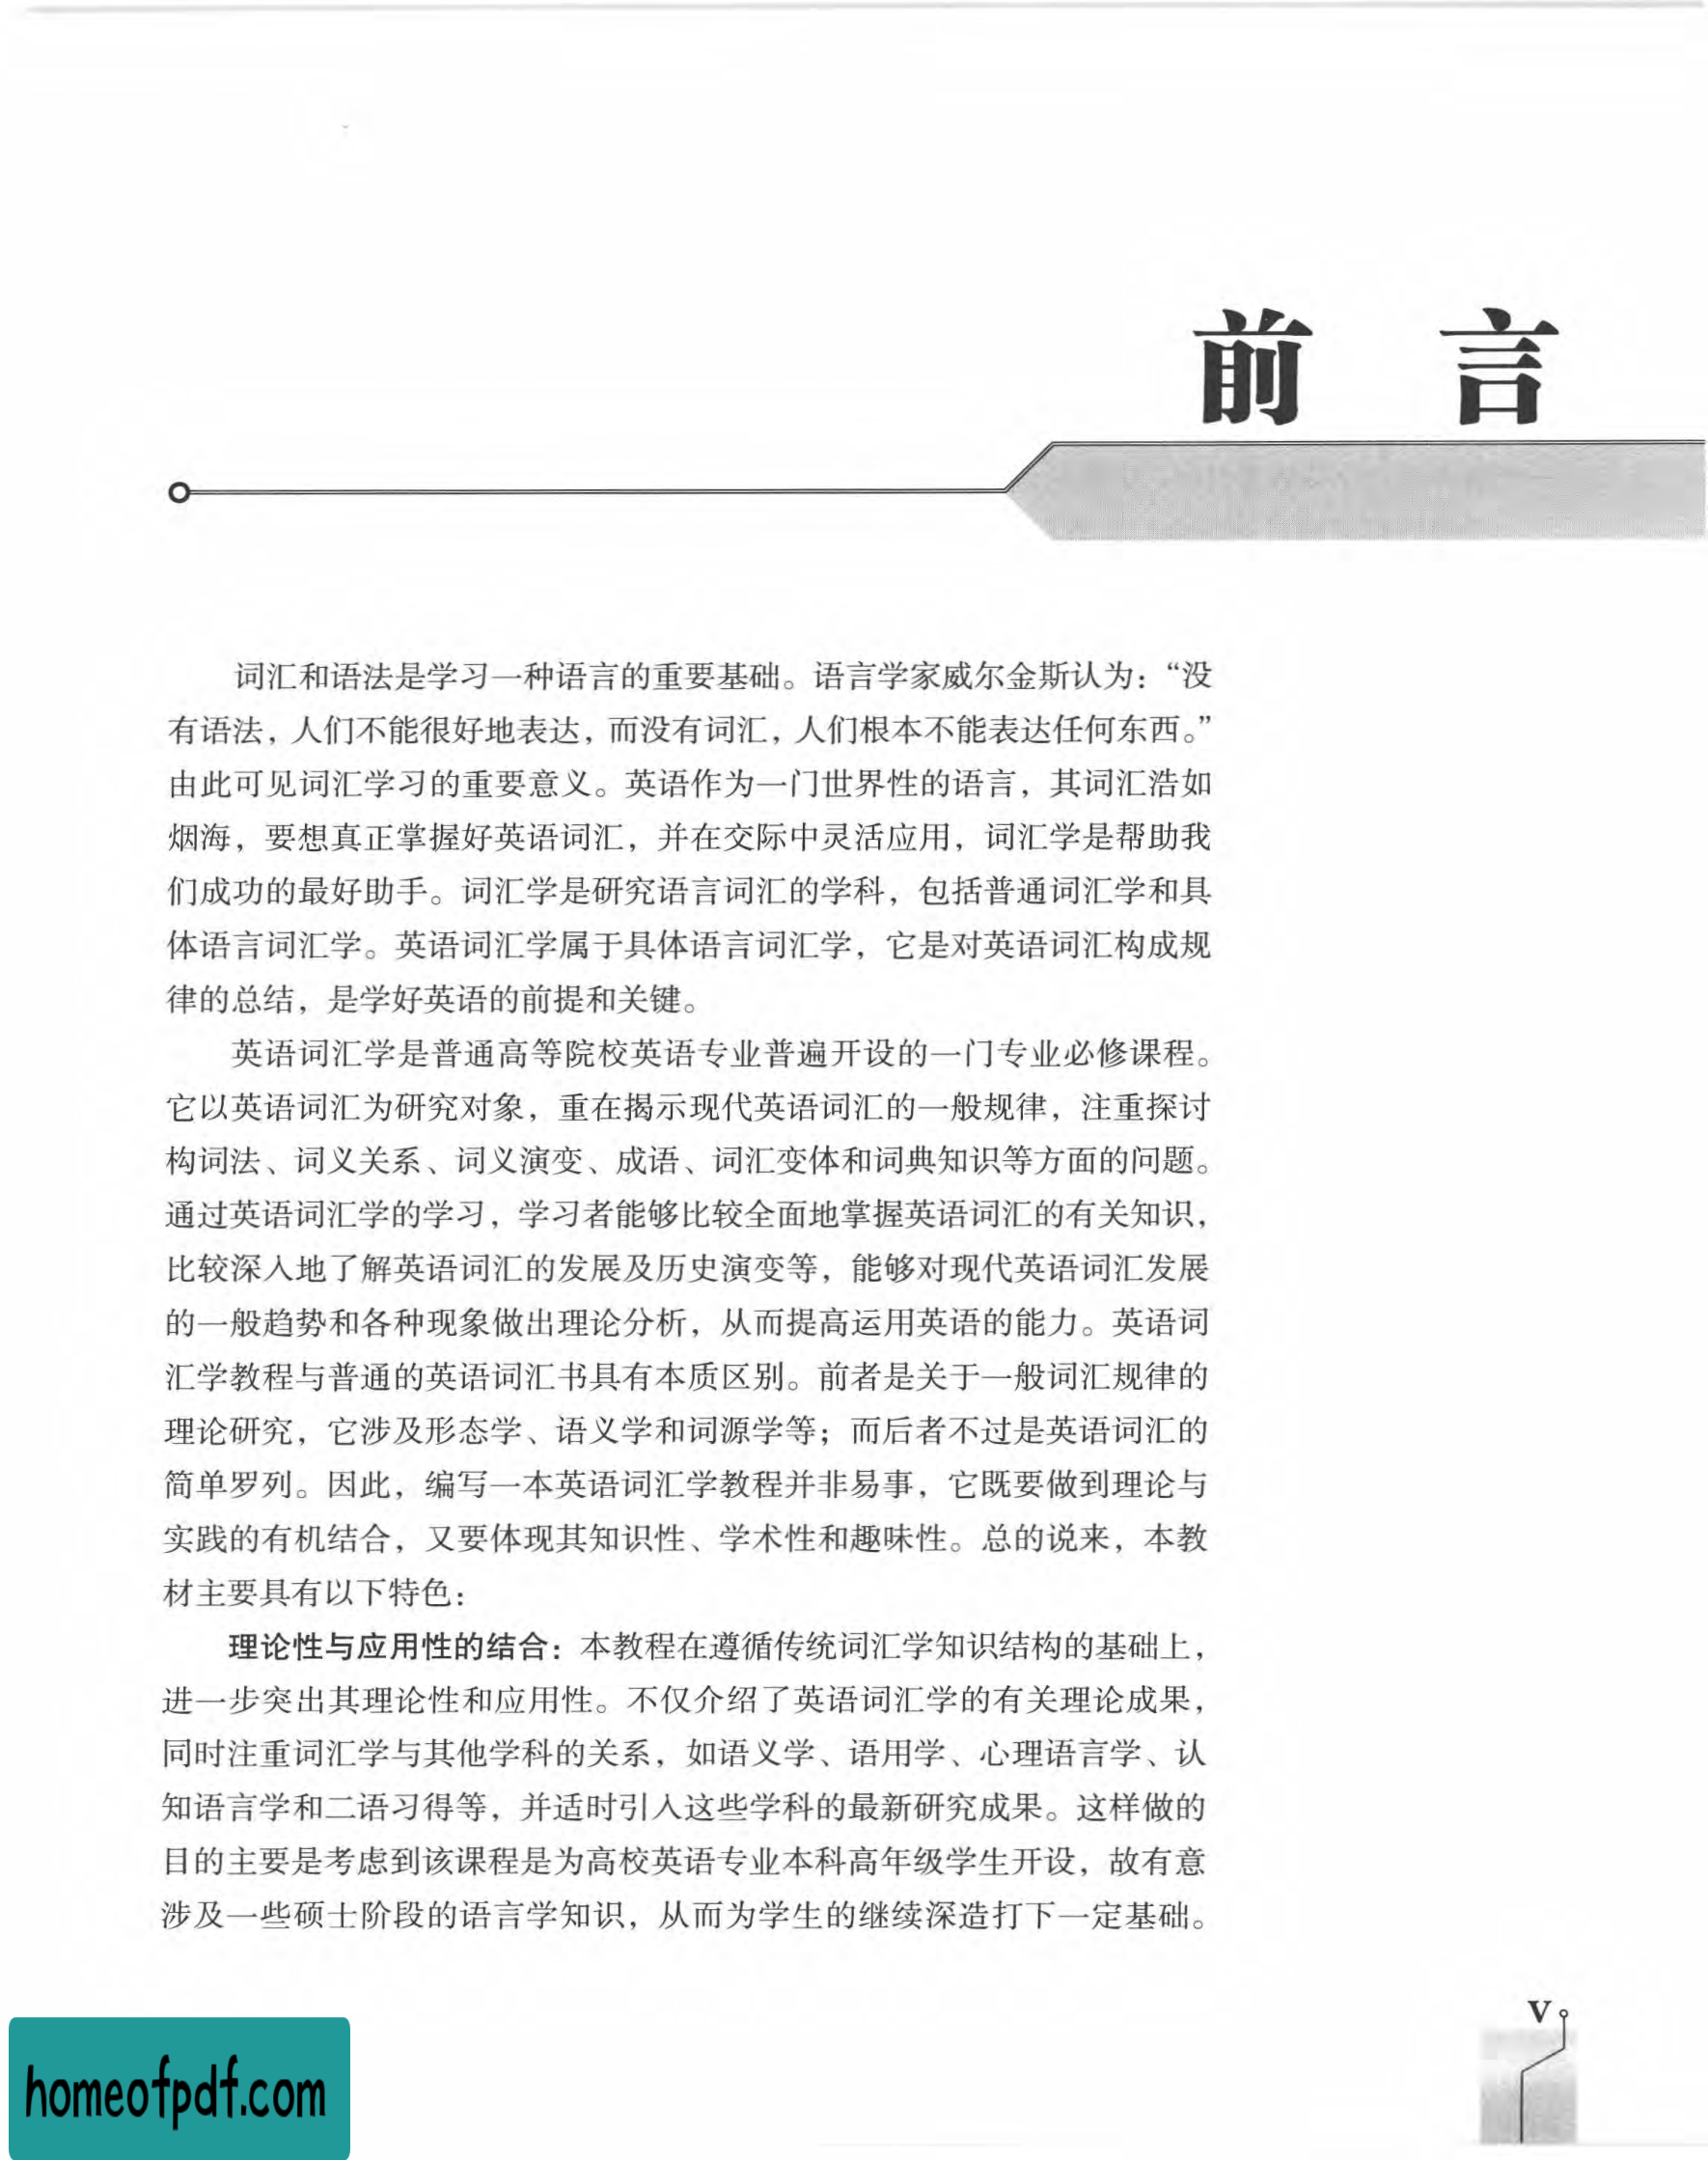 前 言
词汇和语法是学习一种语言的重要基础。语言学家威尔金斯认为：“没
有语法，人们不能很好地表达，而没有词汇，人们根本不能表达任何东西。”
由此可见词汇学习的重要意义。英语作为一门世界性的语言，其词汇浩如
烟海，要想真正掌握好英语词汇，并在交际中灵活应用，词汇学是帮助我
们成功的最好助手。词汇学是研究语言词汇的学科，包括普通词汇学和具
体语言词汇学。英语词汇学属于具体语言词汇学，它是对英语词汇构成规
律的总结，是学好英语的前提和关键。
英语词汇学是普通高等院校英语专业普遍开设的一门专业必修课程。
它以英语词汇为研究对象，重在揭示现代英语词汇的一般规律，注重探讨
构词法、词义关系、词义演变、成语、词汇变体和词典知识等方面的问题。
通过英语词汇学的学习，学习者能够比较全面地掌握英语词汇的有关知识，
比较深入地了解英语词汇的发展及历史演变等，能够对现代英语词汇发展
的一般趋势和各种现象做出理论分析，从而提高运用英语的能力。英语词
汇学教程与普通的英语词汇书具有本质区别。前者是关于一般词汇规律的
理论研究，它涉及形态学、语义学和词源学等；而后者不过是英语词汇的
简单罗列。因此，编写一本英语词汇学教程并非易事，它既要做到理论与
实践的有机结合，又要体现其知识性、学术性和趣味性。总的说来，本教
材主要具有以下特色：
理论性与应用性的结合：本教程在遵循传统词汇学知识结构的基础上，
进一步突出其理论性和应用性。不仅介绍了英语词汇学的有关理论成果，
同时注重词汇学与其他学科的关系，如语义学、语用学、心理语言学、认
知语言学和二语习得等，并适时引入这些学科的最新研究成果。这样做的
目的主要是考虑到该课程是为高校英语专业本科高年级学生开设，故有意
涉及一些硕士阶段的语言学知识，从而为学生的继续深造打下一定基础。
V
homeofpdf.com